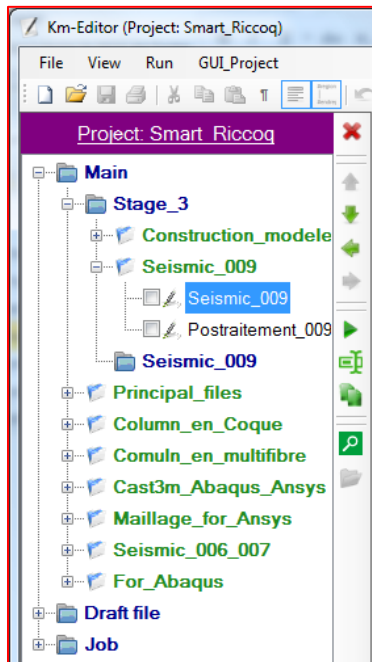 Km-Editor (Project: Smart_Riccoq)
File View Run GUI_Project
Project: Smart_Riccoq
Main
Stage_3
Construction_modele
Seismic_009
Seismic_009
Postraitement_009
Seismic_009
Principal_files
Column_en_Coque
Comuln_en_multifibre
Cast3m_Abaqus_Ansys
Maillage_for_Ansys
Seismic_006_007
For_Abaqus
Draft file
Job